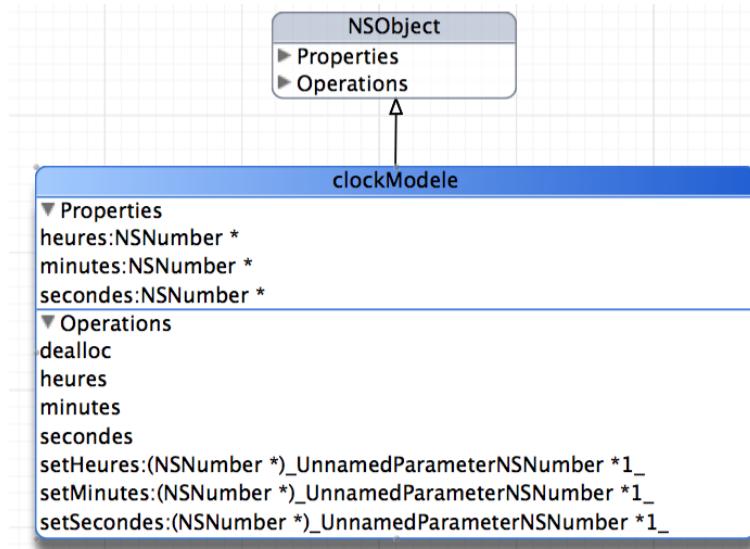 NSObject
Properties
Operations
clockModele
Properties
heures:NSNumber *
minutes:NSNumber *
secondes:NSNumber *
Operations
dealloc
heures
minutes
secondes
setHeures:(NSNumber *)_UnnamedParameterNSNumber *1_
setMinutes:(NSNumber *)_UnnamedParameterNSNumber *1_
setSecondes:(NSNumber *)_UnnamedParameterNSNumber *1_